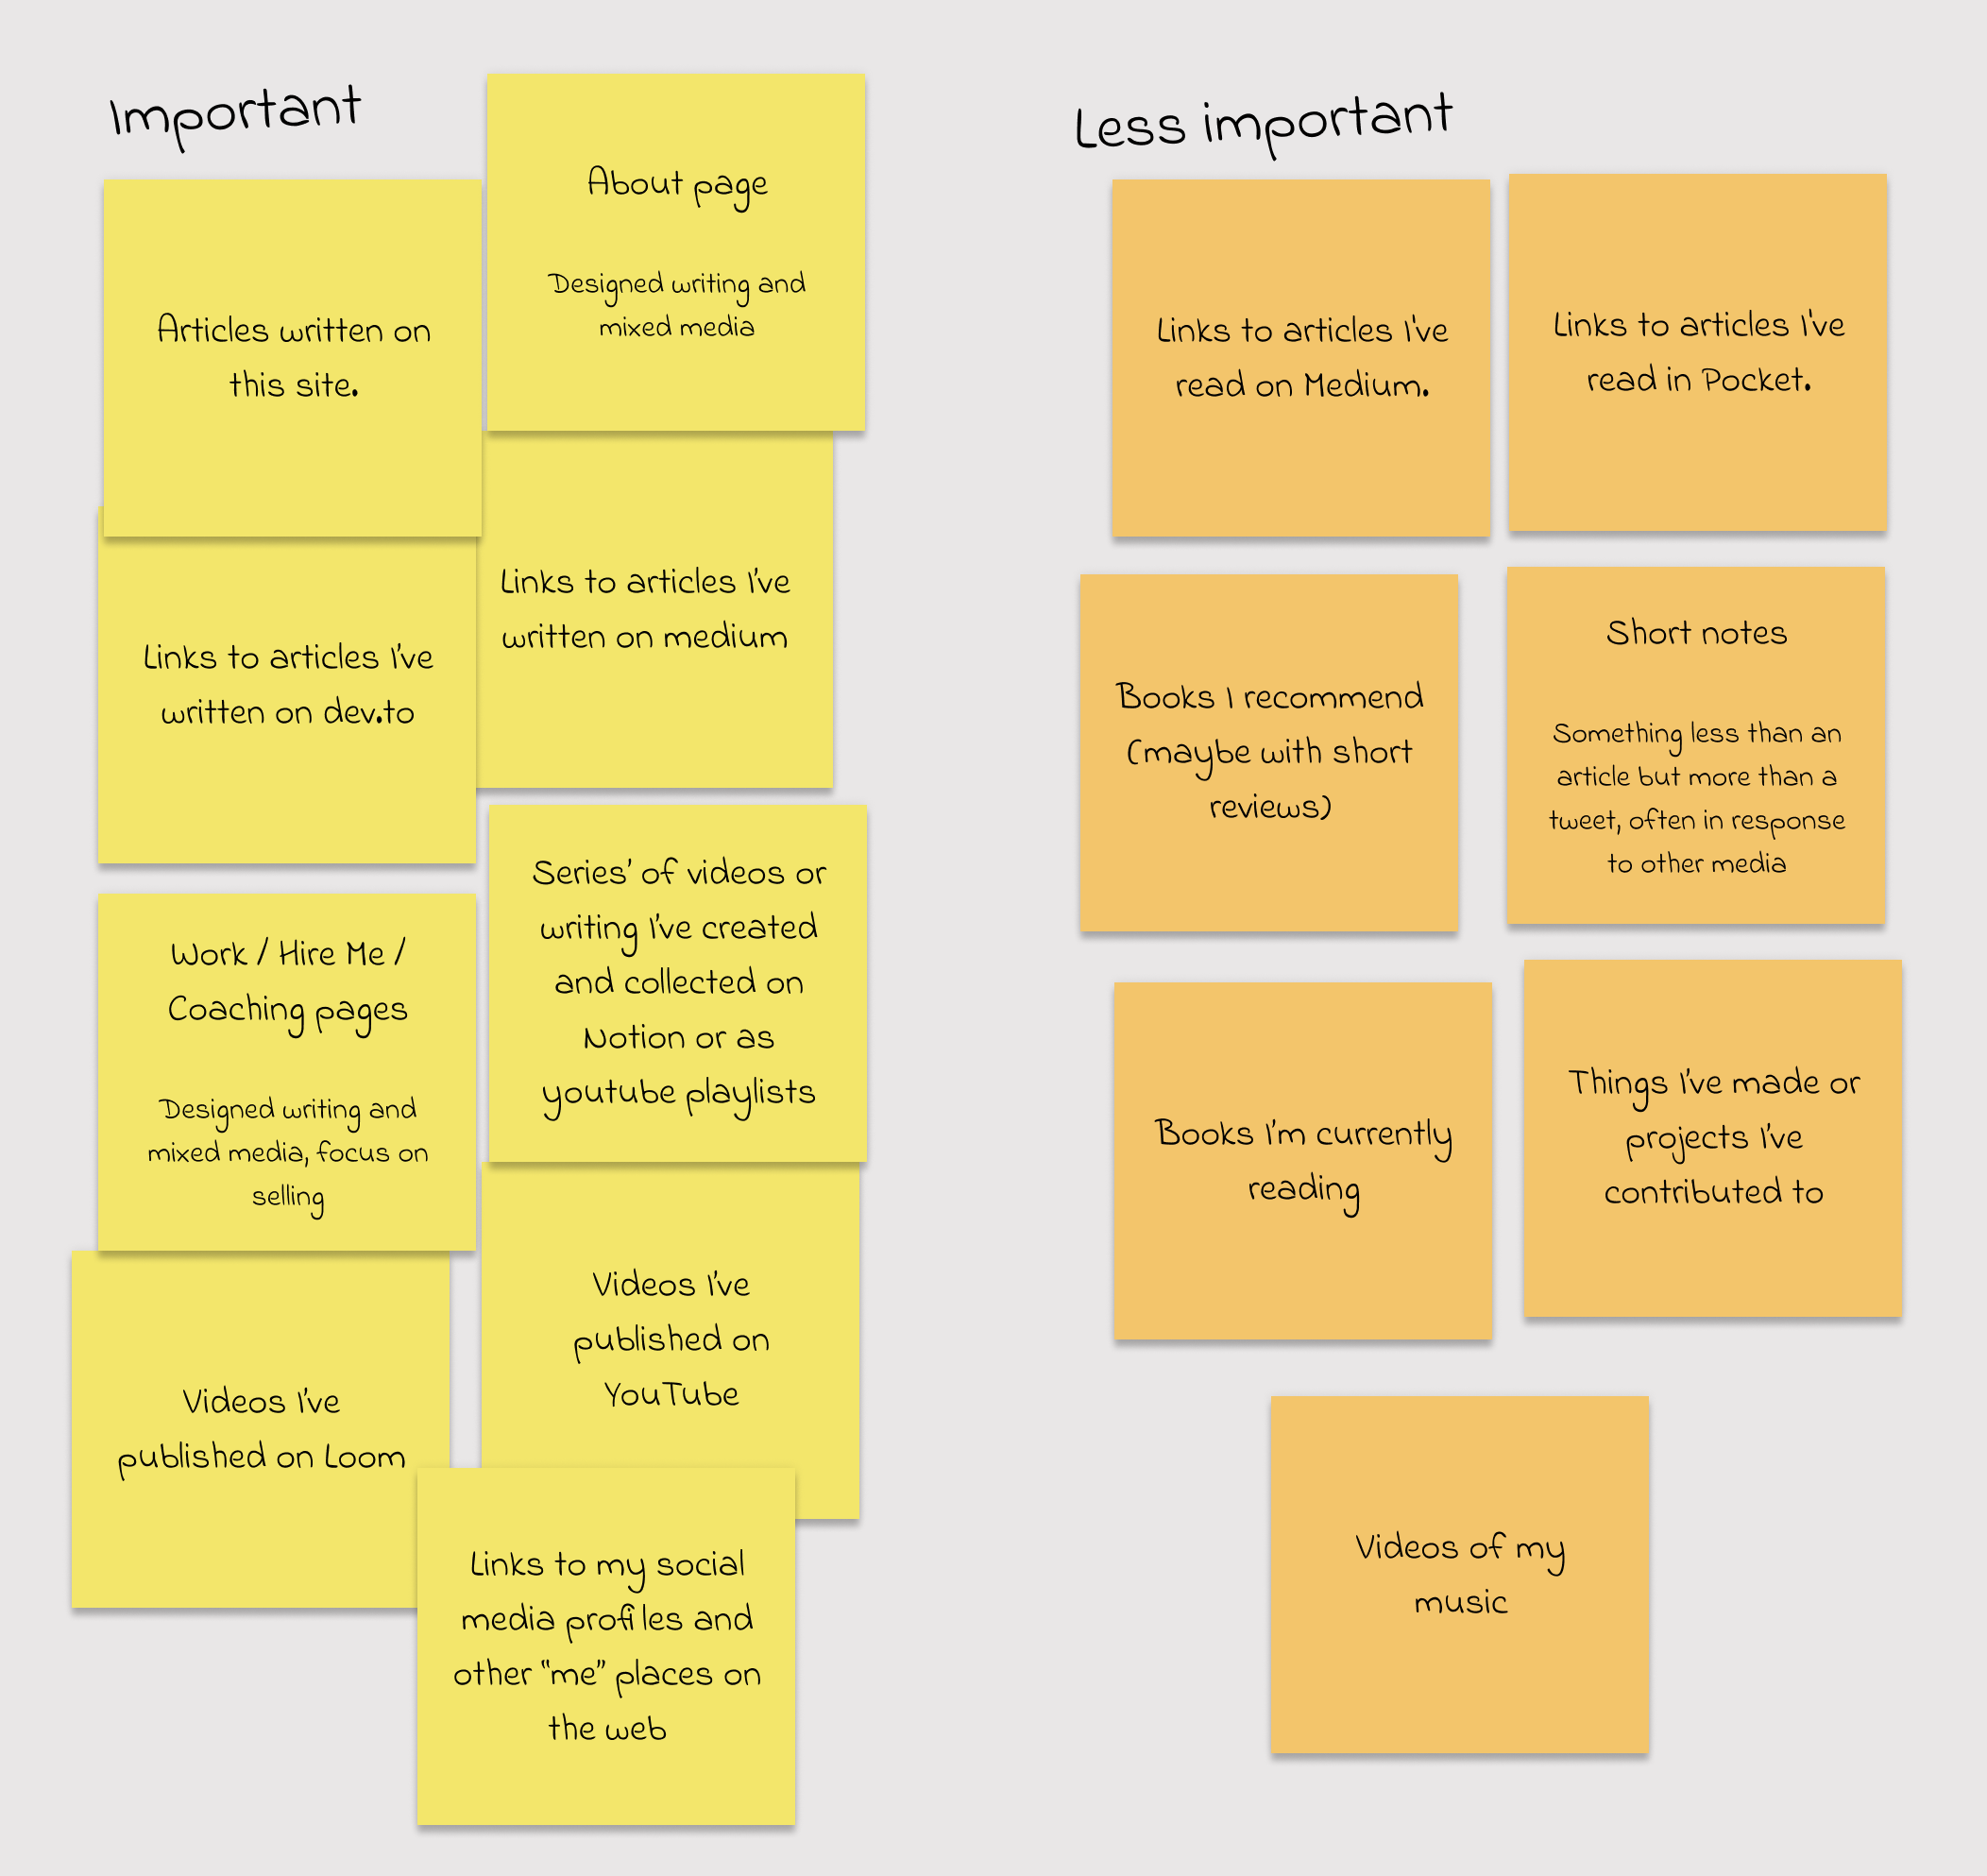 Important
Articles written on
this site.
About page
Designed writing and
mixed media
Links to articles I've
written on dev.to
Links to articles I've
written on medium
Work / Hire Me /
Coaching pages
Designed writing and
mixed media, focus on
selling
Series' of videos or
writing I've created
and collected on
Notion or as
youtube playlists
Videos I've
published on Loom
Videos I've
published on
YouTube
Links to my social
media profiles and
other "me" places on
the web
Less important
Links to articles I've
read on Medium.
Links to articles I've
read in Pocket.
Books I recommend
(maybe with short
reviews)
Short notes
Something less than an
article but more than a
tweet, often in response
to other media
Books I'm currently
reading
Things I've made or
projects I've
contributed to
Videos of my
music